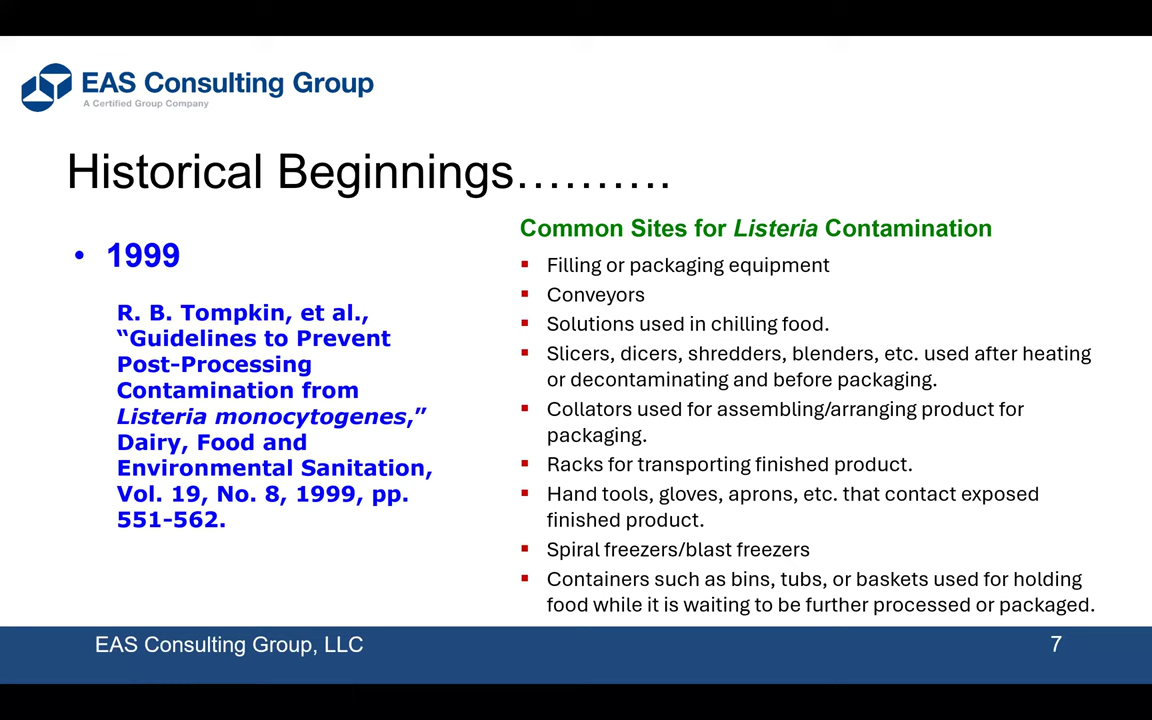 EAS Consulting Group
A Certified Group Company
Historical Beginnings……….
• 1999
R. B. Tompkin, et al.,
“Guidelines to Prevent
Post-Processing
Contamination from
Listeria monocytogenes,”
Dairy, Food and
Environmental Sanitation,
Vol. 19, No. 8, 1999, pp.
551-562.
Common Sites for Listeria Contamination
▪ Filling or packaging equipment
▪ Conveyors
▪ Solutions used in chilling food.
▪ Slicers, dicers, shredders, blenders, etc. used after heating
or decontaminating and before packaging.
▪ Collators used for assembling/arranging product for
packaging.
▪ Racks for transporting finished product.
▪ Hand tools, gloves, aprons, etc. that contact exposed
finished product.
▪ Spiral freezers/blast freezers
▪ Containers such as bins, tubs, or baskets used for holding
food while it is waiting to be further processed or packaged.
EAS Consulting Group, LLC
7